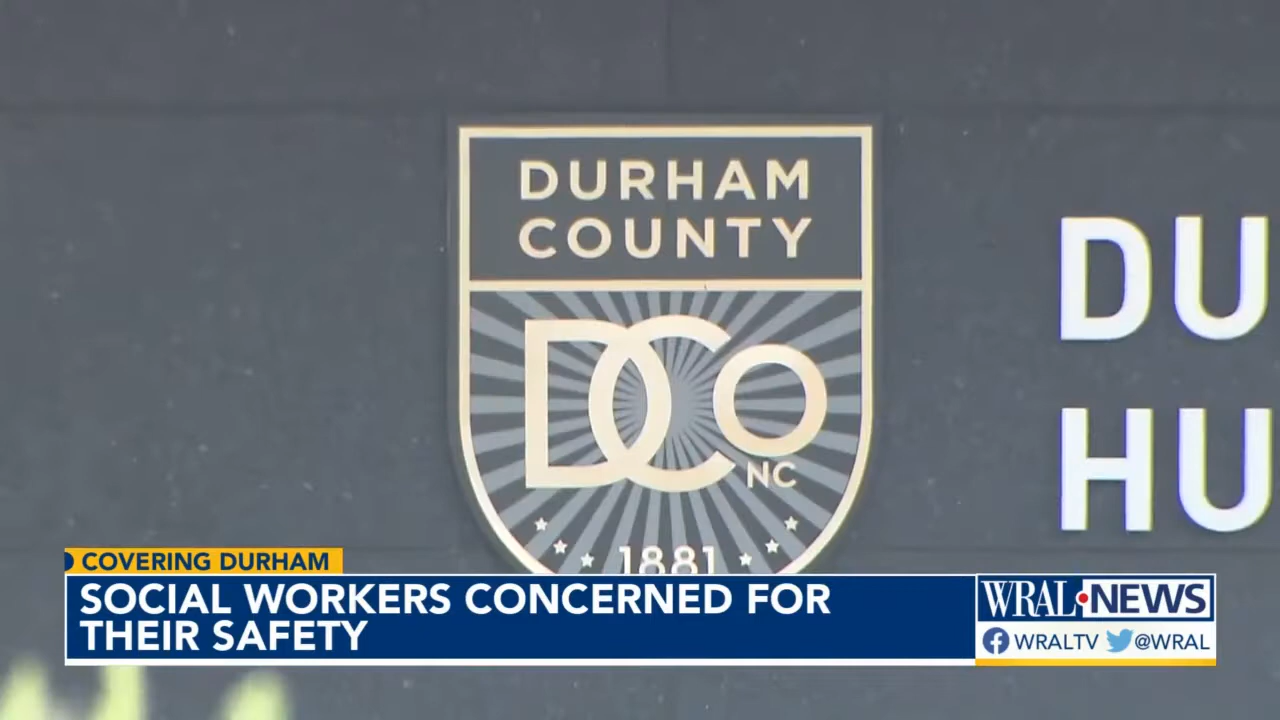 DURHAM
COUNTY
DCO
NC
1881
DU
HU
COVERING DURHAM
SOCIAL WORKERS CONCERNED FOR
THEIR SAFETY
WRAL NEWS
WRALTV @WRAL